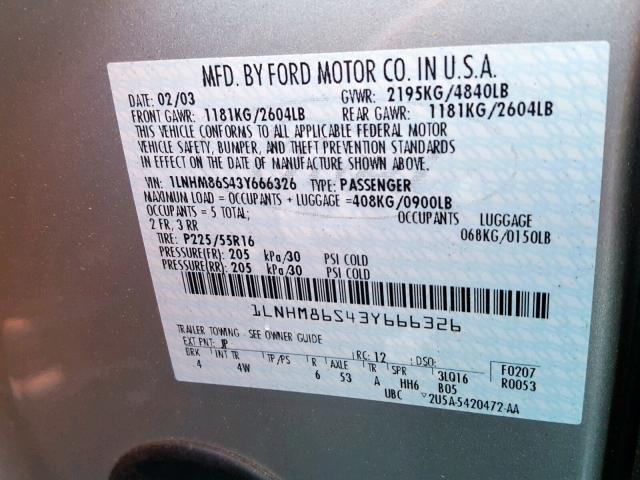 MFD. BY FORD MOTOR CO. IN U.S.A.
02/03 GVWR: 2195KG/4840LB
FRONT GAWR: 1181KG/2604LB REAR GAWR: 1181KG/2604LB
THIS VEHICLE CONFORMS TO ALL APPLICABLE FEDERAL MOTOR
VEHICLE SAFETY, BUMPER, AND THEFT PREVENTION STANDARDS
IN EFFECT ON THE DATE OF MANUFACTURE SHOWN ABOVE.
VIN: 1LNHM86S43Y666326 TYPE: PASSENGER
MAXIMUM LOAD = OCCUPANTS + LUGGAGE = 408KG/0900LB
OCCUPANTS = 5 TOTAL; OCCUPANTS LUGGAGE
2 FR, 3 RR 068KG/0150LB
TIRE: P225/55R16
PRESSURE(FR): 205 kPa/30 PSI COLD
PRESSURE(RR): 205 kPa/30 PSI COLD
1LNHM86S43Y666326
TRAILER TOWING - SEE OWNER GUIDE
EXT PNT: JP RC: 12 DSO: F0207
BRK INT TR TP/PS R AXLE TR SPR 3LQ16 R0053
4 4W 6 53 A HH6 B05
UBC 2U5A-5420472-AA